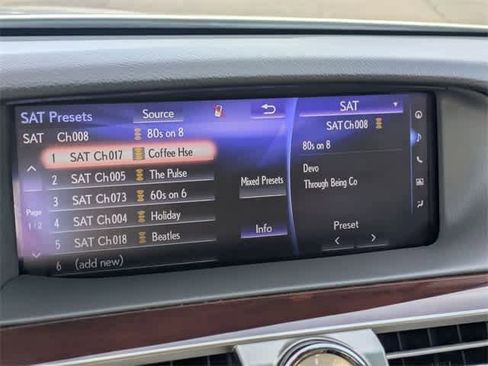 SAT Presets Source
SAT Ch008 80s on 8
1 SAT Ch017 Coffee Hse
2 SAT Ch005 The Pulse
3 SAT Ch073 60s on 6
4 SAT Ch004 Holiday
5 SAT Ch018 Beatles
6 (add new)
Page
1/2
Mixed Presets
Info
SAT
SAT Ch008
80s on 8
Devo
Through Being Co
Preset